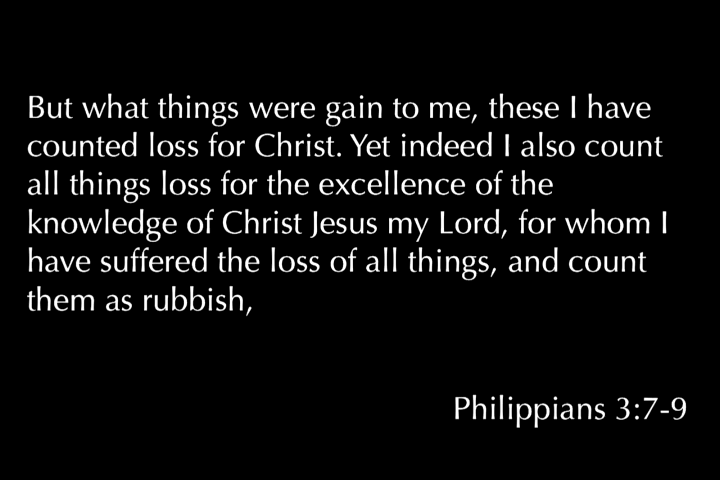 But what things were gain to me, these I have
counted loss for Christ. Yet indeed I also count
all things loss for the excellence of the
knowledge of Christ Jesus my Lord, for whom I
have suffered the loss of all things, and count
them as rubbish,
Philippians 3:7-9